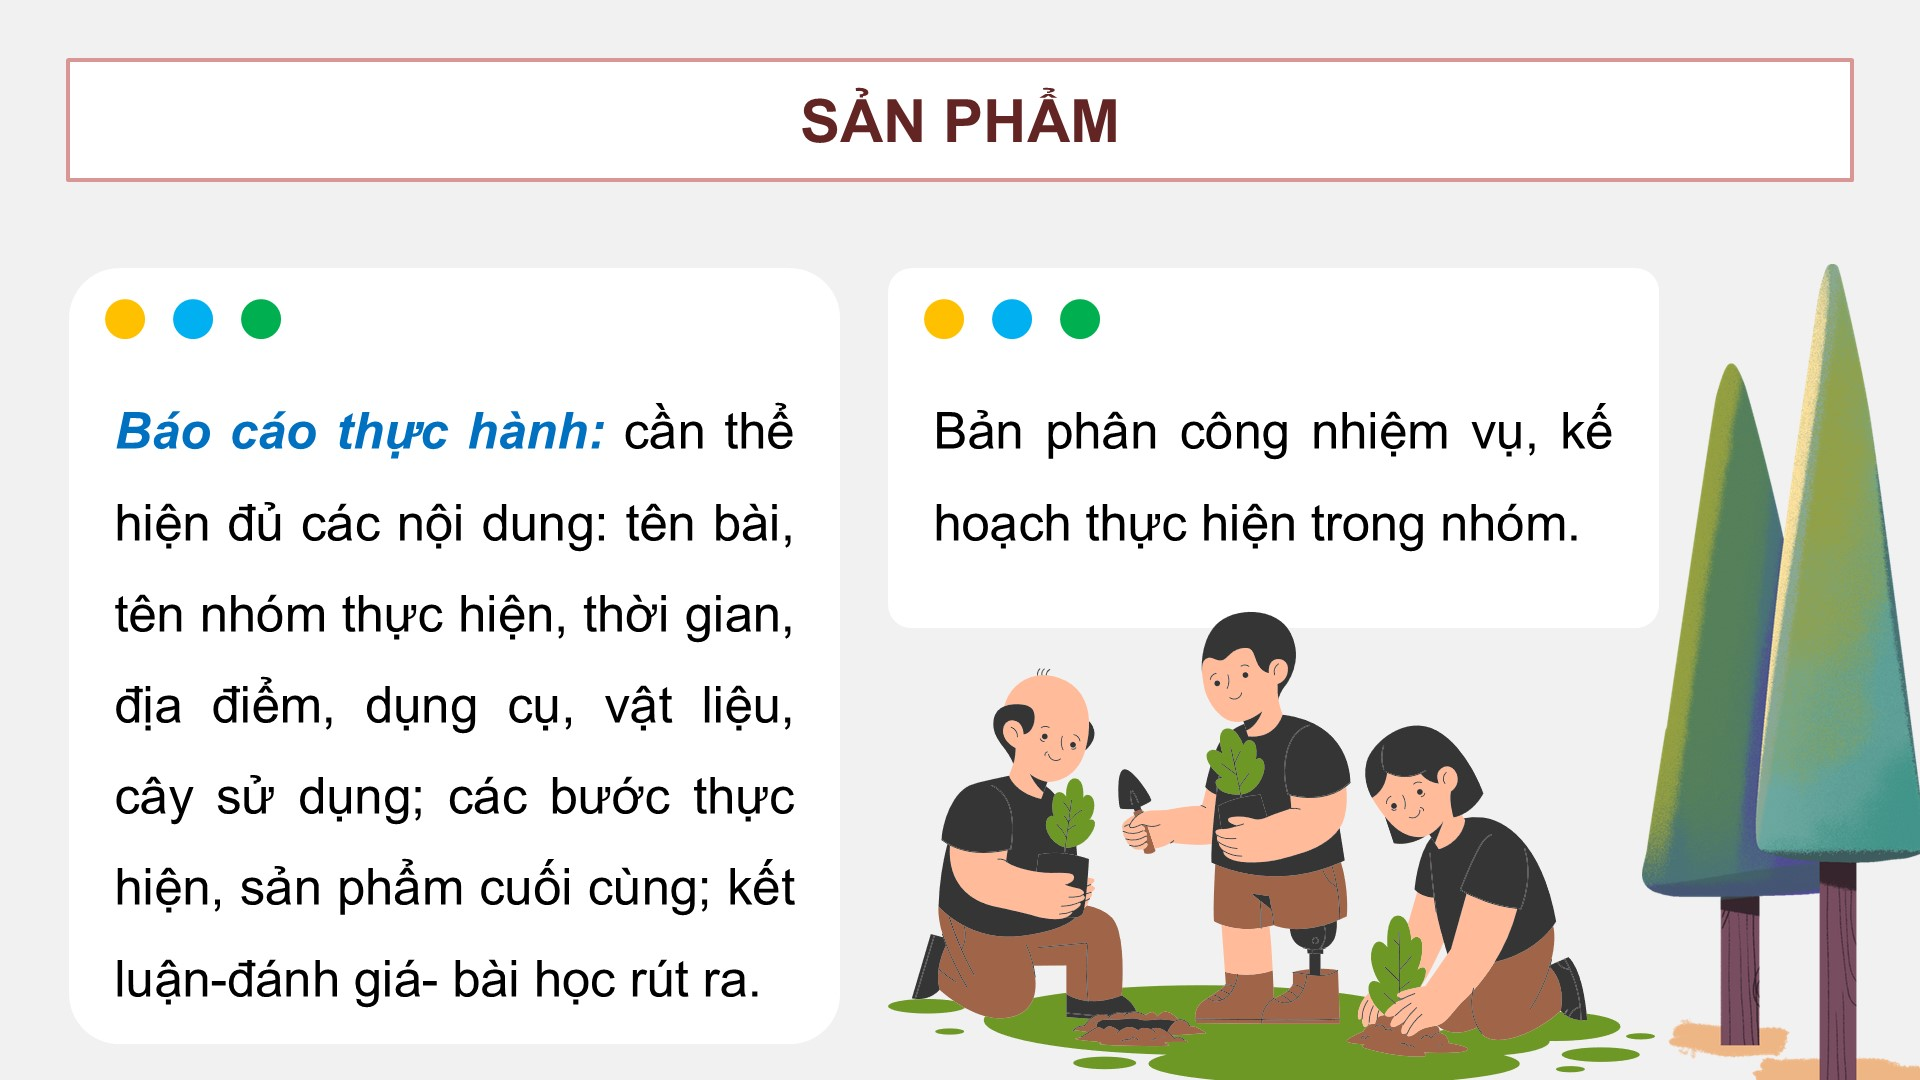 SẢN PHẨM
Báo cáo thực hành: cần thể
hiện đủ các nội dung: tên bài,
tên nhóm thực hiện, thời gian,
địa điểm, dụng cụ, vật liệu,
cây sử dụng; các bước thực
hiện, sản phẩm cuối cùng; kết
luận-đánh giá- bài học rút ra.
Bản phân công nhiệm vụ, kế
hoạch thực hiện trong nhóm.